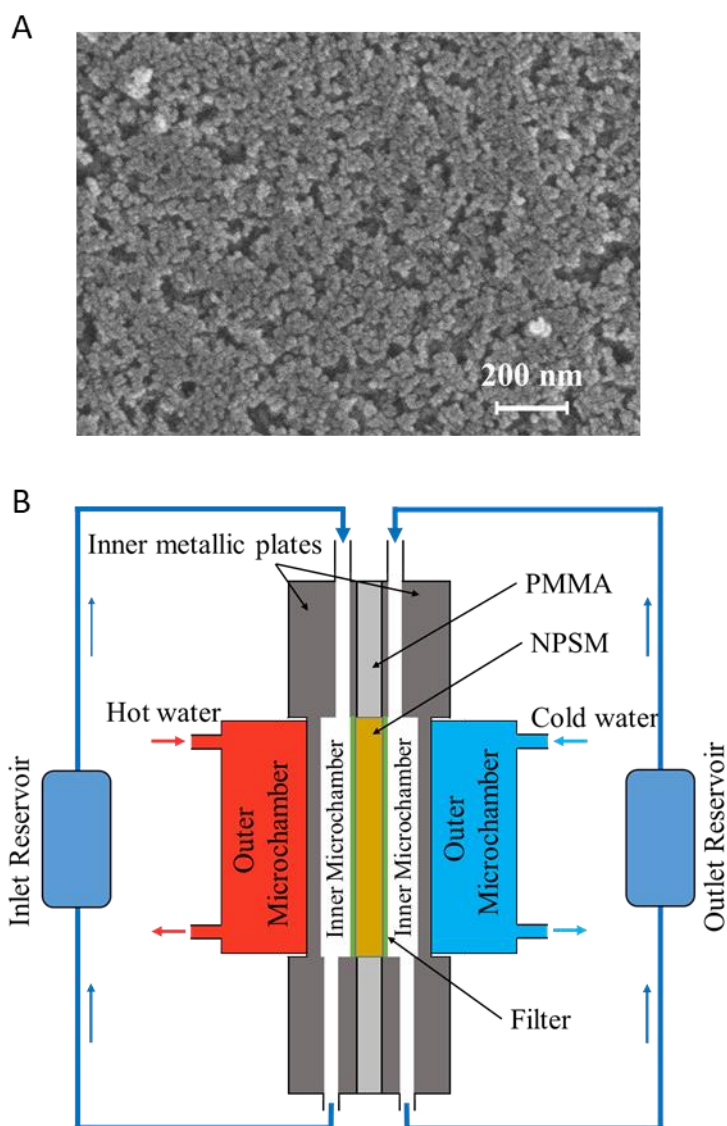 A
200 nm
B
Inner metallic plates
PMMA
NPSM
Hot water
Cold water
Inlet Reservoir
Outer
Microchamber
Inner Microchamber
Inner Microchamber
Outer
Microchamber
Outlet Reservoir
Filter